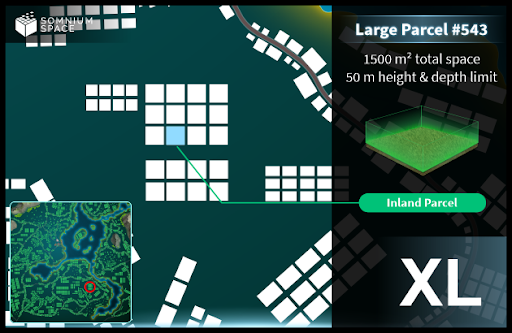 SOMNIUM
SPACE
Large Parcel #543
1500 m² total space
50 m height & depth limit
Inland Parcel
XL